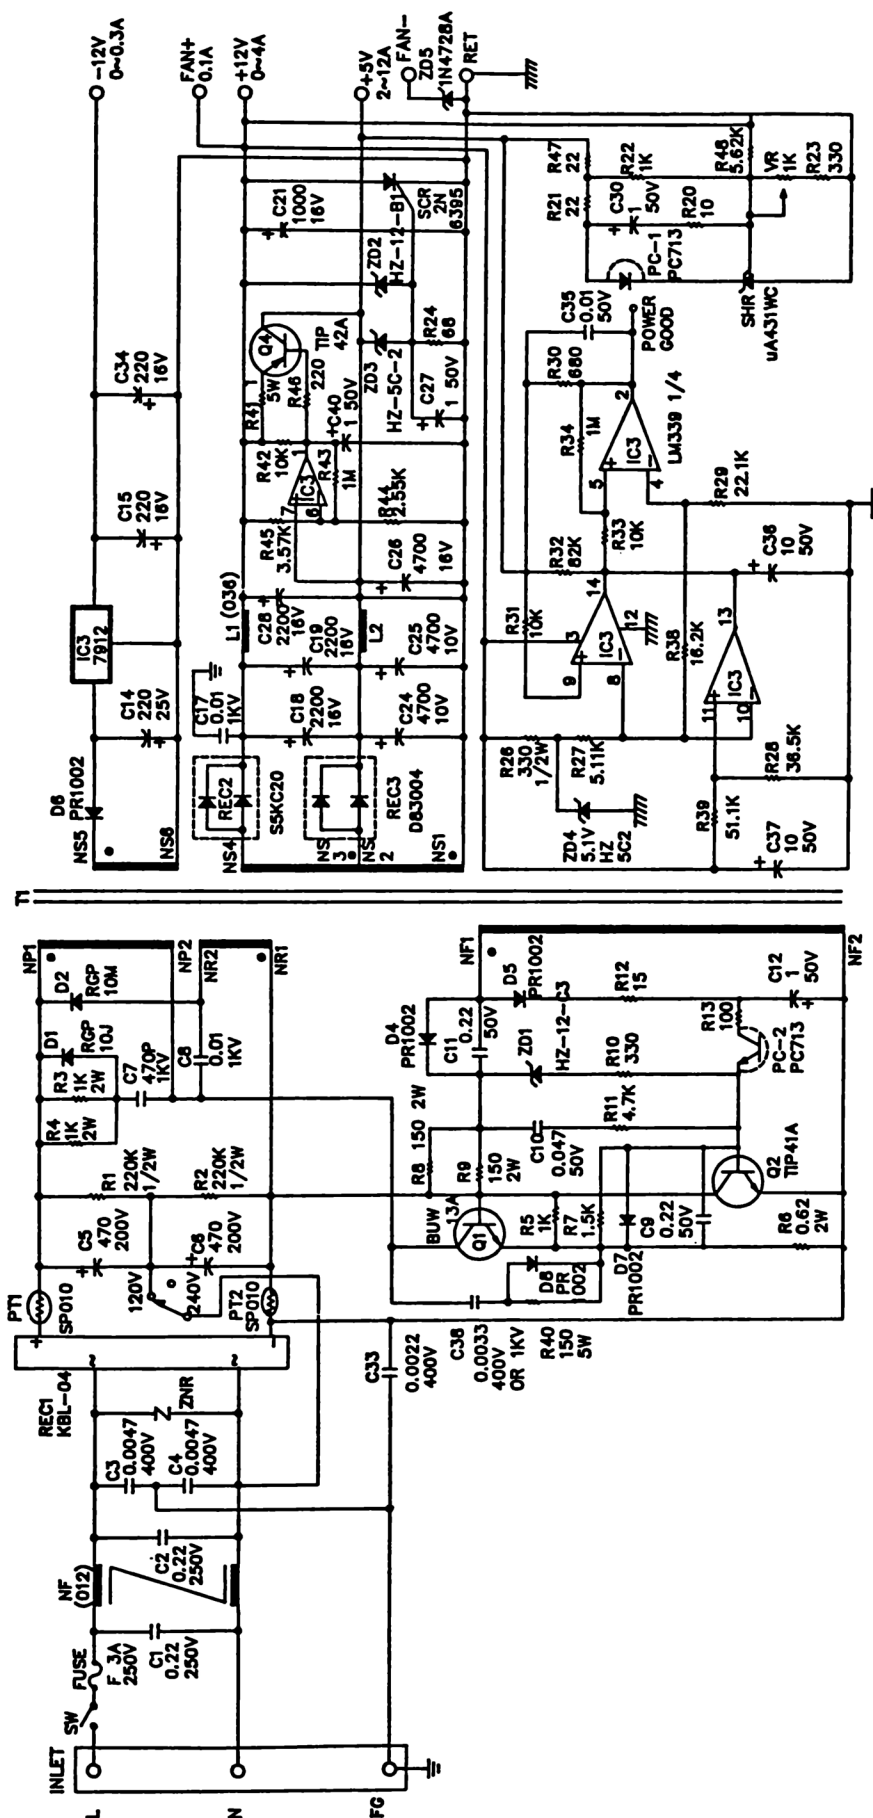 INLET
L
N
FG
SW
FUSE
F 3A
250V
C1
0.22
250V
NF
(012)
C2
0.22
250V
C3
0.0047
400V
C4
0.0047
400V
ZNR
REC1
KBL-04
+
~
~
PT1
SP010
120V
240V
PT2
SP010
C5
470
200V
C6
470
200V
R1
220K
1/2W
R2
220K
1/2W
R4
1K
2W
R3
1K
2W
D1
RGP
10J
C7
470P
1KV
D2
RGP
10M
C8
0.01
1KV
NP1
NP2
NR2
NR1
C33
0.0022
400V
C38
0.0033
400V
OR 1KV
R40
150
5W
D8
PR
1002
D7
PR1002
BUW
13A
Q1
R8 150 2W
R9
150
2W
R5
1K
R7
1.5K
C9
0.22
50V
R6
0.62
2W
Q2
TIP41A
C10
0.047
50V
R11
4.7K
D4
PR1002
C11
0.22
50V
ZD1
HZ-12-C3
R10
330
D5
PR1002
R12
15
R13
100
PC-2
PC713
C12
1
50V
NF1
NF2
T1
NS5
NS6
D6
PR1002
C14
220
25V
IC3
7912
C15
220
16V
C34
220
16V
-12V
0~0.3A
FAN+
0.1A
+12V
0~4A
+5V
2~12A
FAN-
ZD5
1N4728A
RET
NS4
REC2
S5KC20
NS
3
NS
2
REC3
D83004
NS1
C17
0.01
1KV
C18
2200
16V
C24
4700
10V
L1 (036)
C19
2200
16V
L2
C25
4700
10V
C28
2200
16V
C26
4700
16V
R45
3.57K
7
6
1
IC3
R42
10K
R43
1M
R44
2.55K
R41
1
5W
R46
220
C40
1 50V
Q4
TIP
42A
ZD3
HZ-5C-2
C27
1 50V
R24
68
ZD2
HZ-12-B1
C21
1000
16V
SCR
2N
6395
R26
330
1/2W
R27
5.11K
ZD4
5.1V
HZ
5C2
R31
10K
9
8
3
12
14
IC3
R32
82K
R33
10K
R34
1M
R30
680
C35
0.01
50V
5
4
2
IC3
LM339 1/4
POWER
GOOD
R38
16.2K
R29
22.1K
R39
51.1K
R28
36.5K
C37
10
50V
11
10
13
IC3
C36
10
50V
R21
22
R47
22
C30
1
50V
R22
1K
R20
10
PC-1
PC713
SHR
uA431WC
R48
5.62K
VR
1K
R23
330